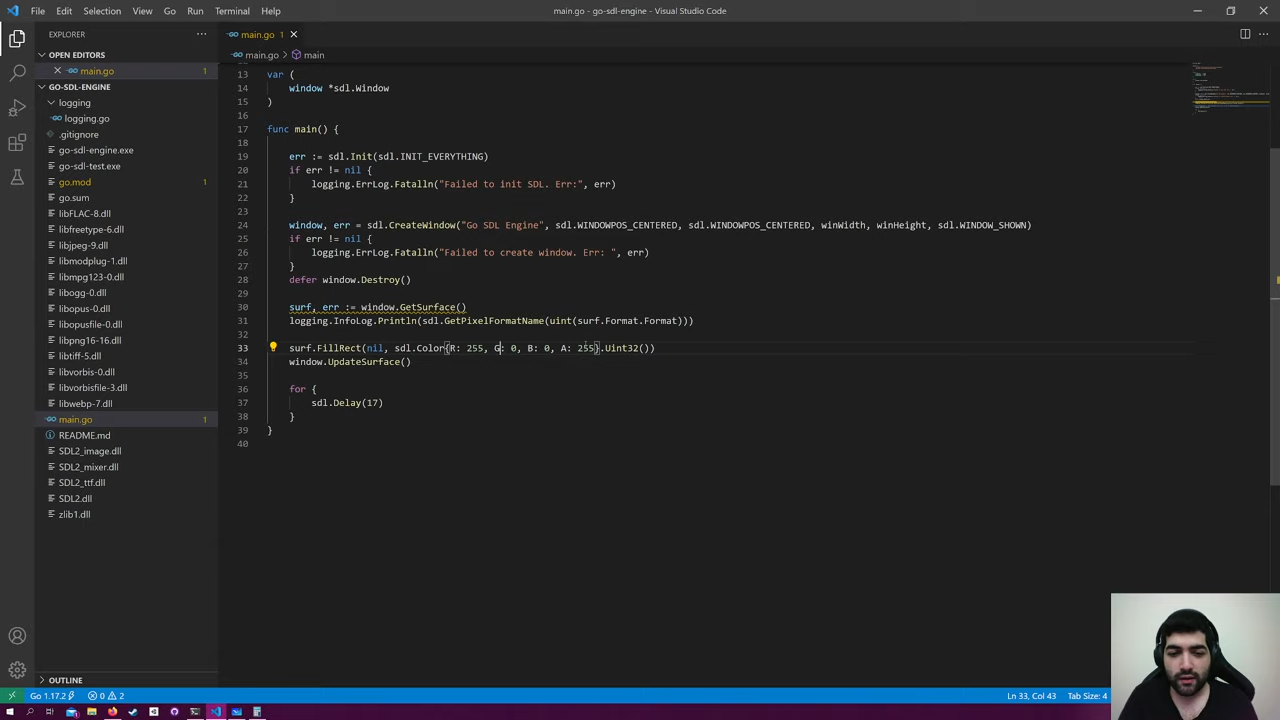 File Edit Selection View Go Run Terminal Help
main.go - go-sdl-engine - Visual Studio Code
EXPLORER
main.go 1
OPEN EDITORS
main.go > main
main.go 1
GO-SDL-ENGINE
logging
logging.go
.gitignore
go-sdl-engine.exe
go-sdl-test.exe
go.mod 1
go.sum
libFLAC-8.dll
libfreetype-6.dll
libjpeg-9.dll
libmodplug-1.dll
libmpg123-0.dll
libogg-0.dll
libopus-0.dll
libopusfile-0.dll
libpng16-16.dll
libtiff-5.dll
libvorbis-0.dll
libvorbisfile-3.dll
libwebp-7.dll
main.go 1
README.md
SDL2_image.dll
SDL2_mixer.dll
SDL2_ttf.dll
SDL2.dll
zlib1.dll
OUTLINE
13 var (
14 window *sdl.Window
15 )
16
17 func main() {
18
19 err := sdl.Init(sdl.INIT_EVERYTHING)
20 if err != nil {
21 logging.ErrLog.Fatalln("Failed to init SDL. Err:", err)
22 }
23
24 window, err = sdl.CreateWindow("Go SDL Engine", sdl.WINDOWPOS_CENTERED, sdl.WINDOWPOS_CENTERED, winWidth, winHeight, sdl.WINDOW_SHOWN)
25 if err != nil {
26 logging.ErrLog.Fatalln("Failed to create window. Err: ", err)
27 }
28 defer window.Destroy()
29
30 surf, err := window.GetSurface()
31 logging.InfoLog.Println(sdl.GetPixelFormatName(uint(surf.Format.Format)))
32
33 surf.FillRect(nil, sdl.Color{R: 255, G: 0, B: 0, A: 255}.Uint32())
34 window.UpdateSurface()
35
36 for {
37 sdl.Delay(17)
38 }
39 }
40
Go 1.17.2 0 2
Ln 33, Col 43 Tab Size: 4